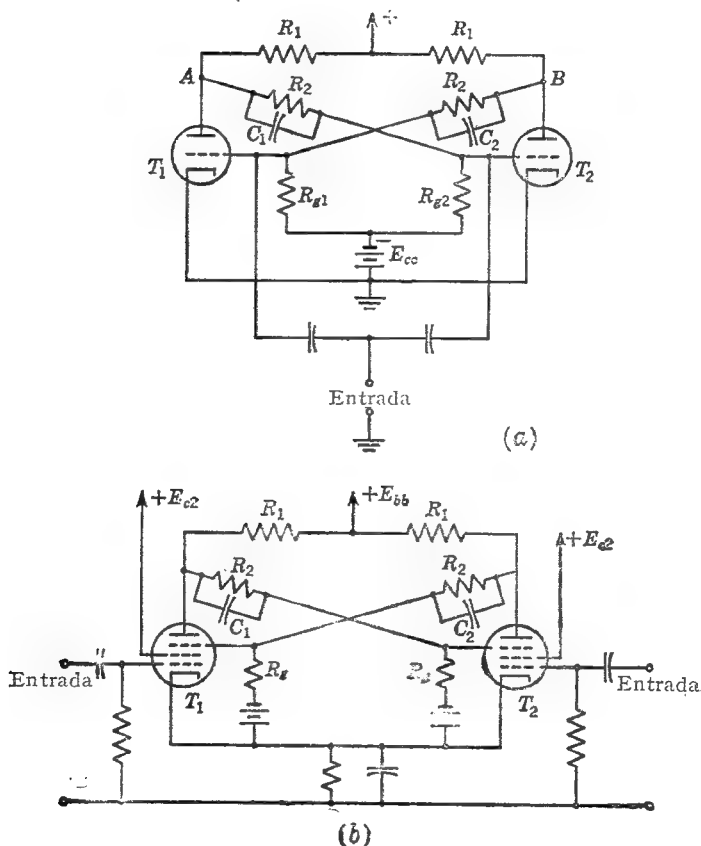 +
R1 R1
A R2 R2 B
C1 C2
T1 T2
Rg1 Rg2
− Ecc
Entrada
(a)
+Ec2 +Ebb
R1 R1 +Ec2
R2 R2
C1 C2
Entrada Rg Entrada
T1 T2
(b)